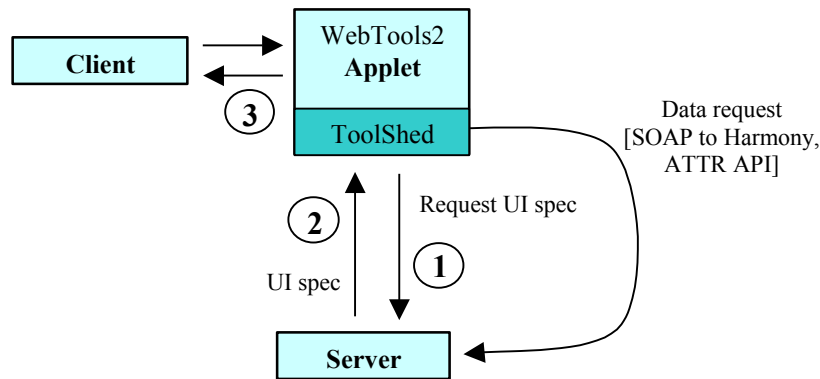 WebTools2
Applet
Client
3
ToolShed
Data request
[SOAP to Harmony,
ATTR API]
2
Request UI spec
1
UI spec
Server